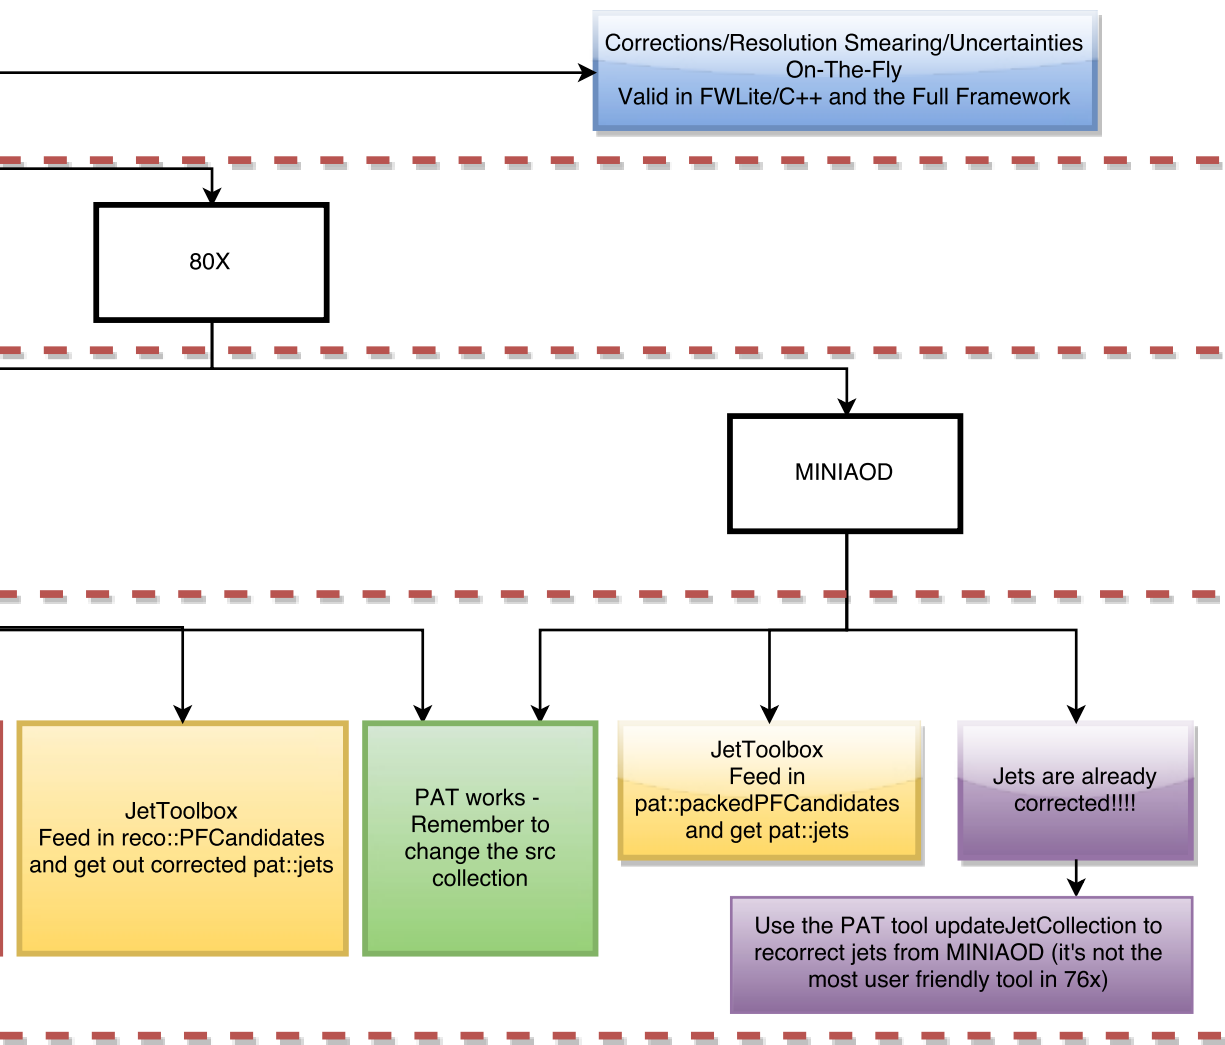 Corrections/Resolution Smearing/Uncertainties
On-The-Fly
Valid in FWLite/C++ and the Full Framework
80X
MINIAOD
JetToolbox
Feed in reco::PFCandidates
and get out corrected pat::jets
PAT works -
Remember to
change the src
collection
JetToolbox
Feed in
pat::packedPFCandidates
and get pat::jets
Jets are already
corrected!!!!
Use the PAT tool updateJetCollection to
recorrect jets from MINIAOD (it's not the
most user friendly tool in 76x)